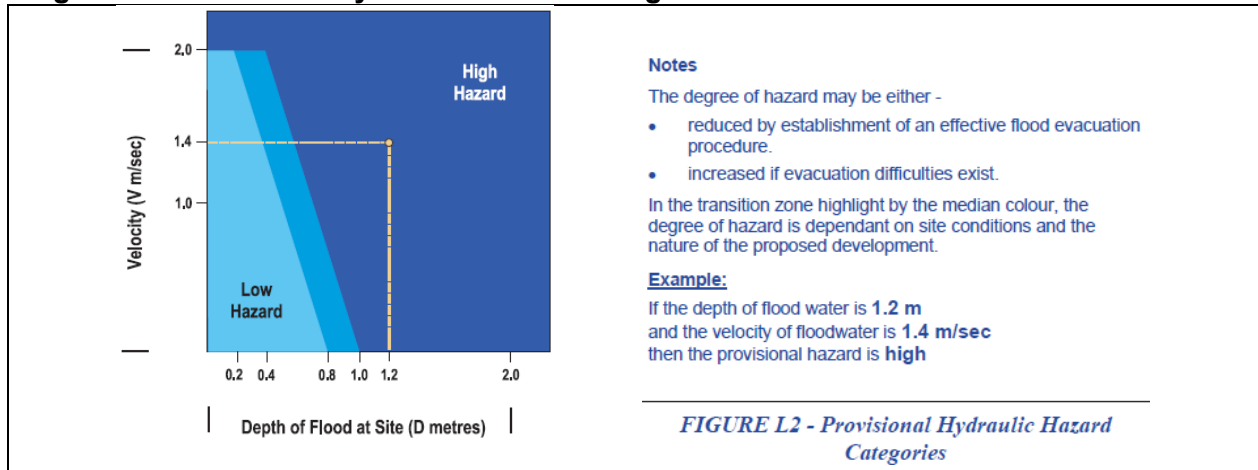 2.0
1.4
1.0
Velocity (V m/sec)
High
Hazard
Low
Hazard
0.2 0.4 0.8 1.0 1.2 2.0
Depth of Flood at Site (D metres)
Notes
The degree of hazard may be either -
• reduced by establishment of an effective flood evacuation
procedure.
• increased if evacuation difficulties exist.
In the transition zone highlight by the median colour, the
degree of hazard is dependant on site conditions and the
nature of the proposed development.
Example:
If the depth of flood water is 1.2 m
and the velocity of floodwater is 1.4 m/sec
then the provisional hazard is high
FIGURE L2 - Provisional Hydraulic Hazard
Categories